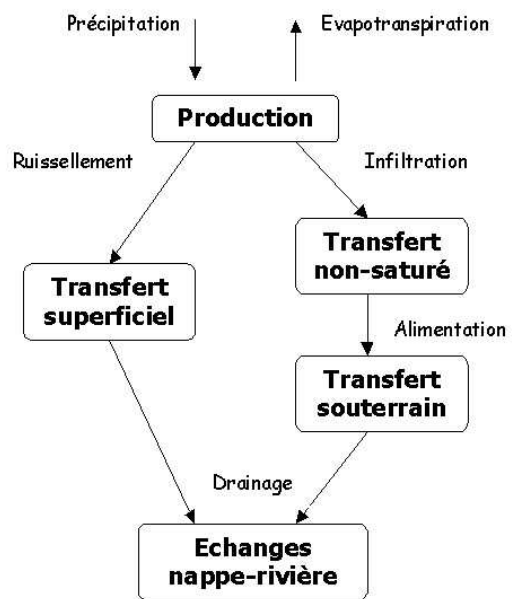 Précipitation
Evapotranspiration
Production
Ruissellement
Infiltration
Transfert
non-saturé
Transfert
superficiel
Alimentation
Transfert
souterrain
Drainage
Echanges
nappe-rivière